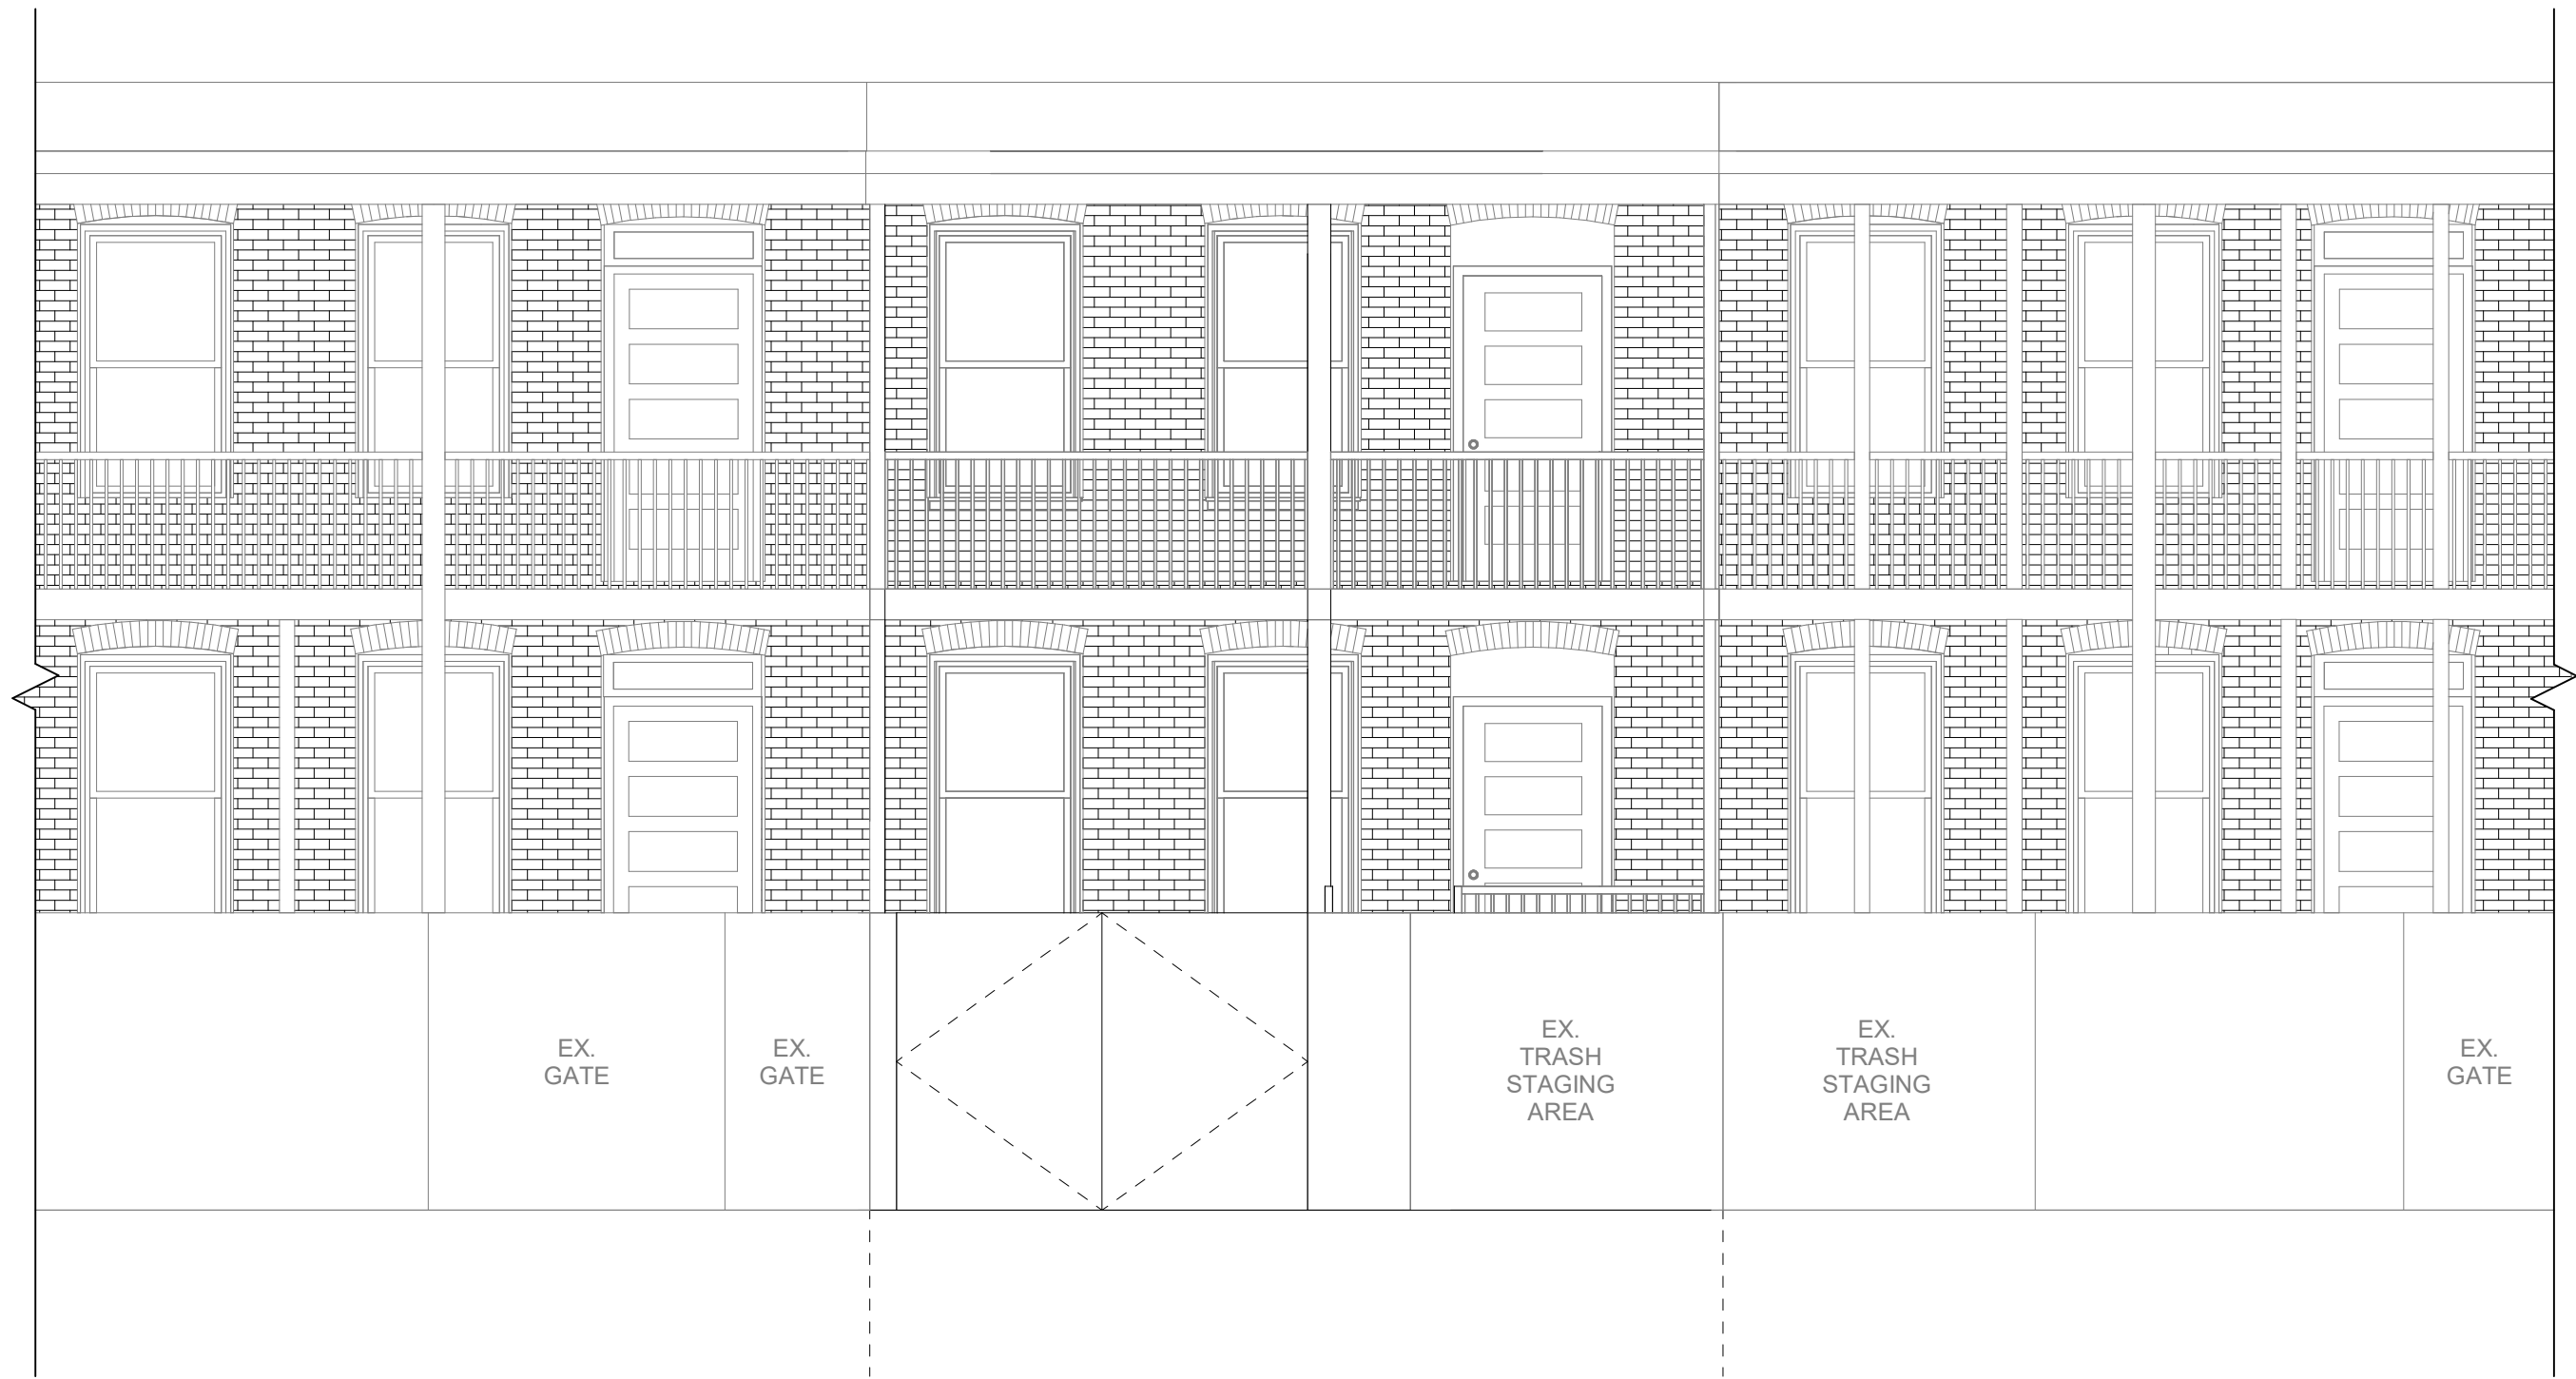 EX.
GATE
EX.
GATE
EX.
TRASH
STAGING
AREA
EX.
TRASH
STAGING
AREA
EX.
GATE